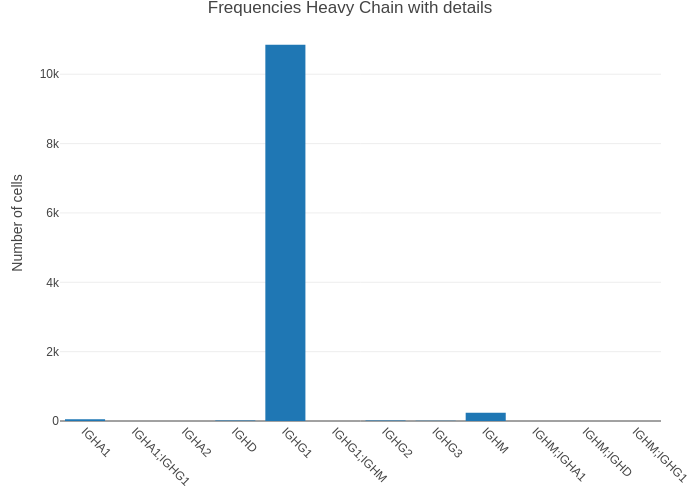 Frequencies Heavy Chain with details
Number of cells
10k
8k
6k
4k
2k
0
IGHA1
IGHA1;IGHG1
IGHA2
IGHD
IGHG1
IGHG1;IGHM
IGHG2
IGHG3
IGHM
IGHM;IGHA1
IGHM;IGHD
IGHM;IGHG1